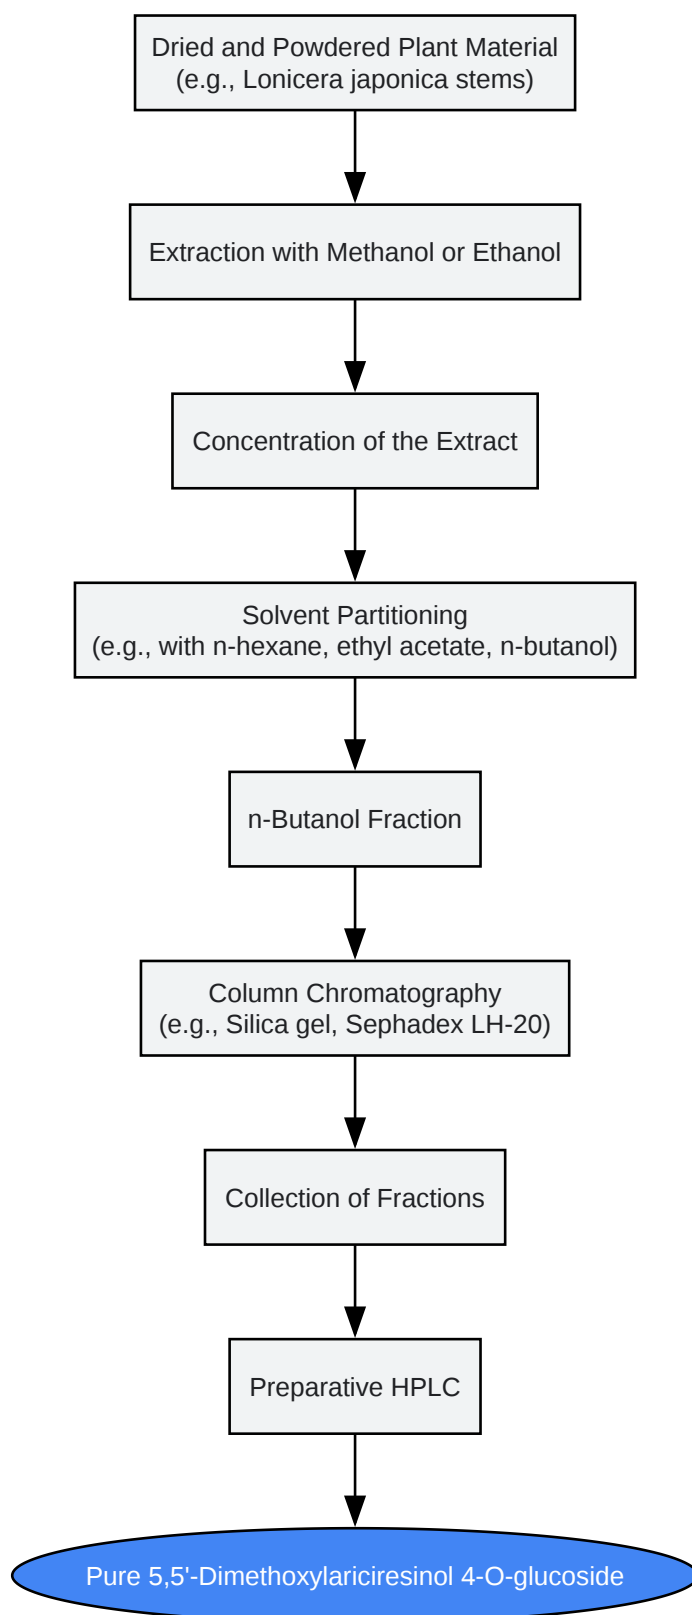 Dried and Powdered Plant Material
(e.g., Lonicera japonica stems)
Extraction with Methanol or Ethanol
Concentration of the Extract
Solvent Partitioning
(e.g., with n-hexane, ethyl acetate, n-butanol)
n-Butanol Fraction
Column Chromatography
(e.g., Silica gel, Sephadex LH-20)
Collection of Fractions
Preparative HPLC
Pure 5,5'-Dimethoxylariciresinol 4-O-glucoside